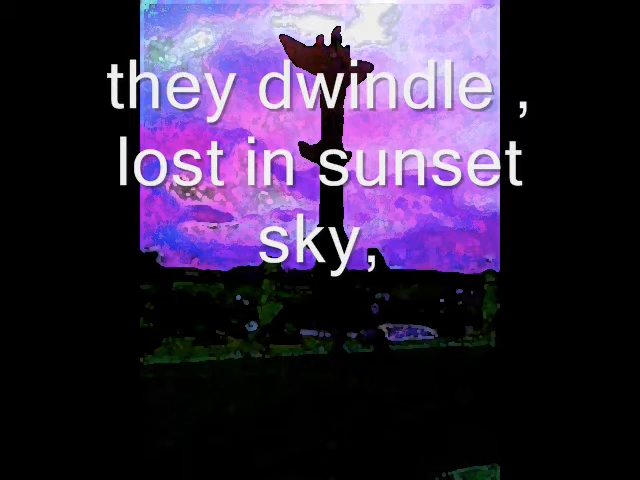 they dwindle ,
lost in sunset
sky,